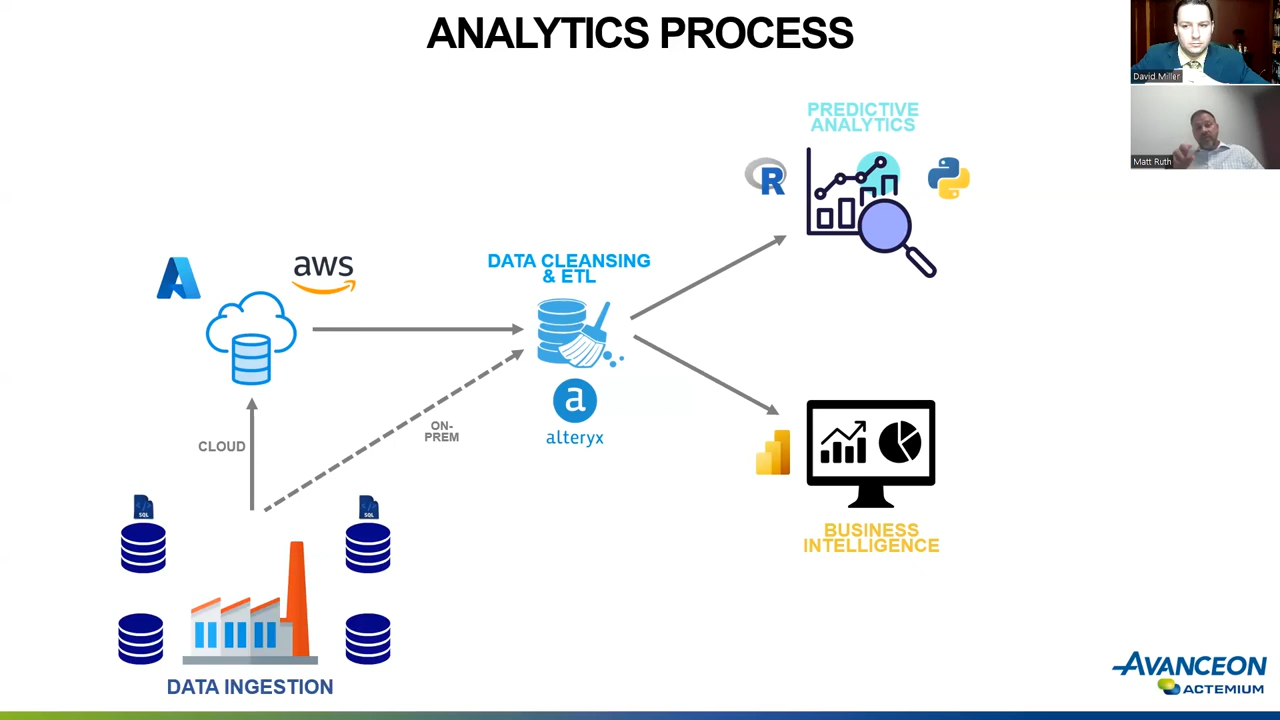 ANALYTICS PROCESS
David Miller
Matt Ruth
PREDICTIVE
ANALYTICS
R
aws
DATA CLEANSING
& ETL
a
alteryx
ON-
PREM
CLOUD
SQL
SQL
BUSINESS
INTELLIGENCE
DATA INGESTION
AVANCEON
ACTEMIUM